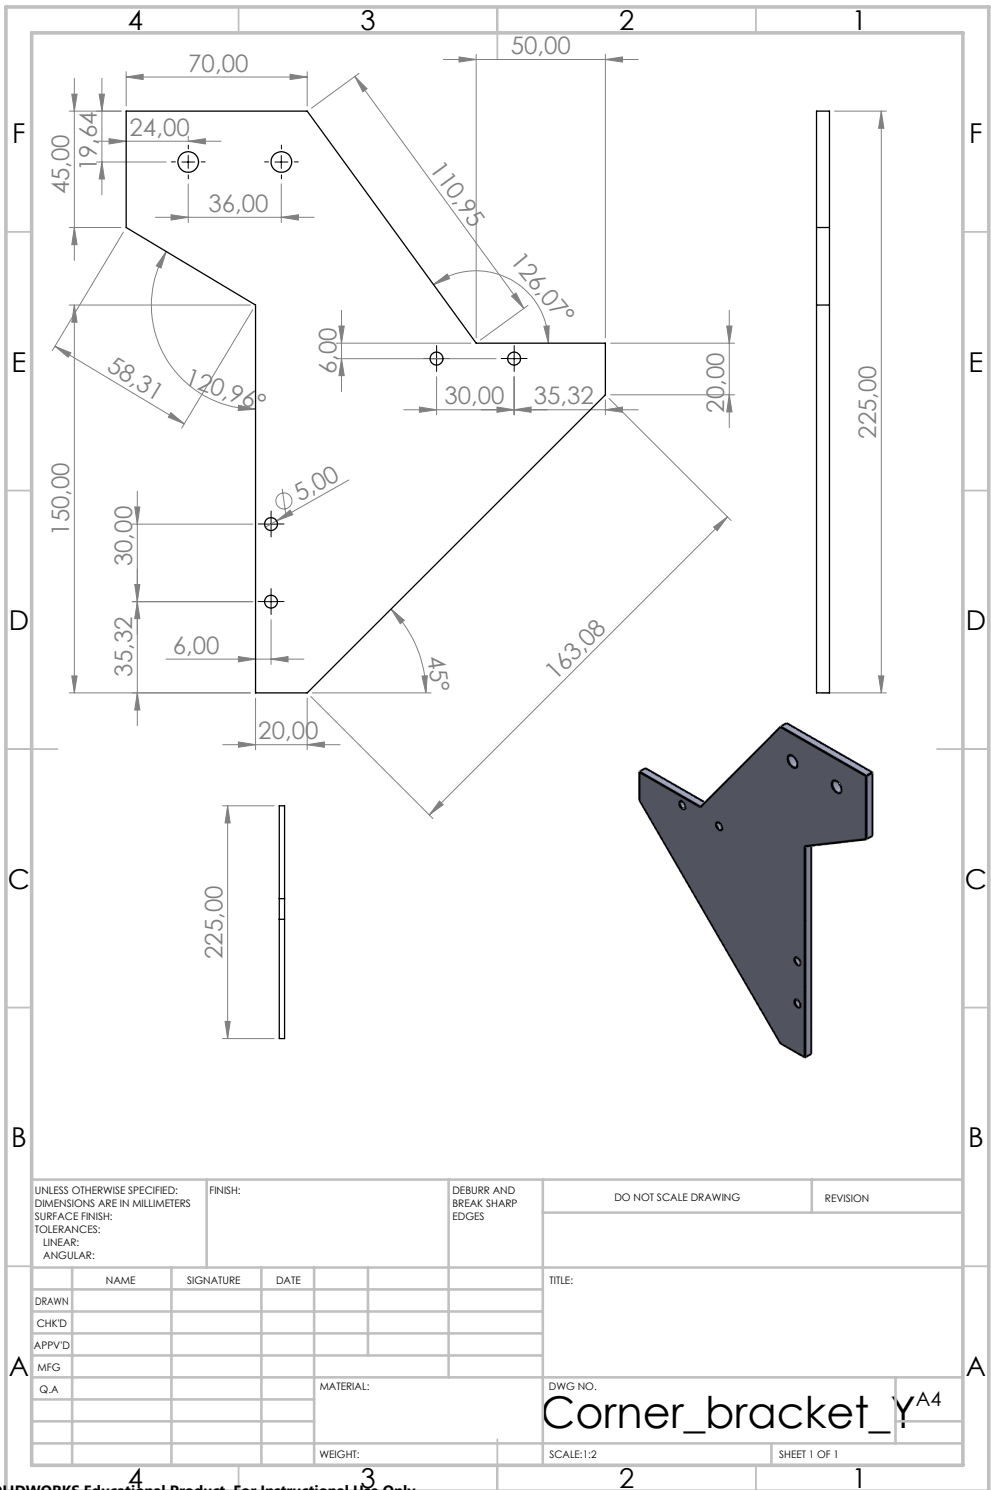 4 3 2 1
50,00
70,00
F 45,00 19,64 24,00 F
36,00
110,95
126,07°
E 6,00 E
58,31 120,96° 30,00 35,32 20,00
225,00
150,00
Ø 5,00
30,00
D D
35,32 6,00 45° 163,08
20,00
C 225,00 C
B B
UNLESS OTHERWISE SPECIFIED:
DIMENSIONS ARE IN MILLIMETERS
SURFACE FINISH:
TOLERANCES:
LINEAR:
ANGULAR:
FINISH:
DEBURR AND
BREAK SHARP
EDGES
DO NOT SCALE DRAWING
REVISION
NAME SIGNATURE DATE
TITLE:
DRAWN
CHK'D
APPV'D
A MFG A
Q.A
MATERIAL:
DWG NO.
Corner_bracket_Y A4
WEIGHT:
SCALE:1:2
SHEET 1 OF 1
4 3 2 1
Educational Product. For Instructional Use Only.